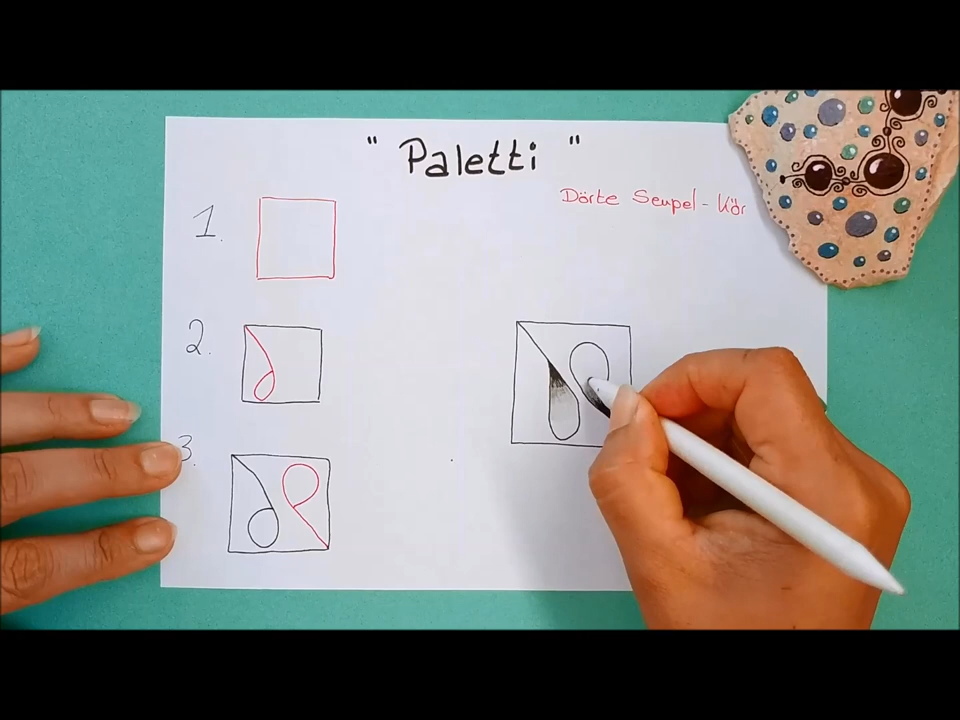 " Paletti "
Dörte Seupel-Kör
1.
2.
3.